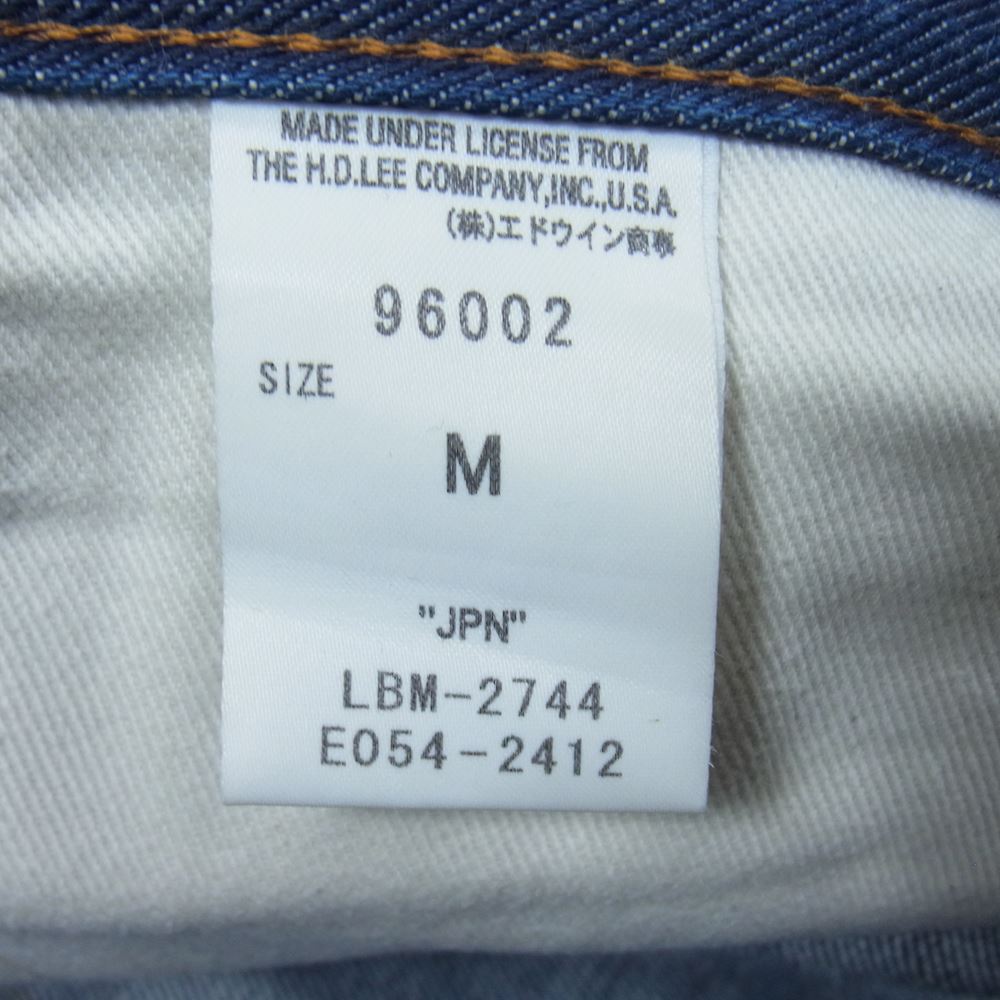 MADE UNDER LICENSE FROM
THE H.D.LEE COMPANY,INC.,U.S.A.
(株)エドウイン商事
96002
SIZE
M
"JPN"
LBM-2744
E054-2412